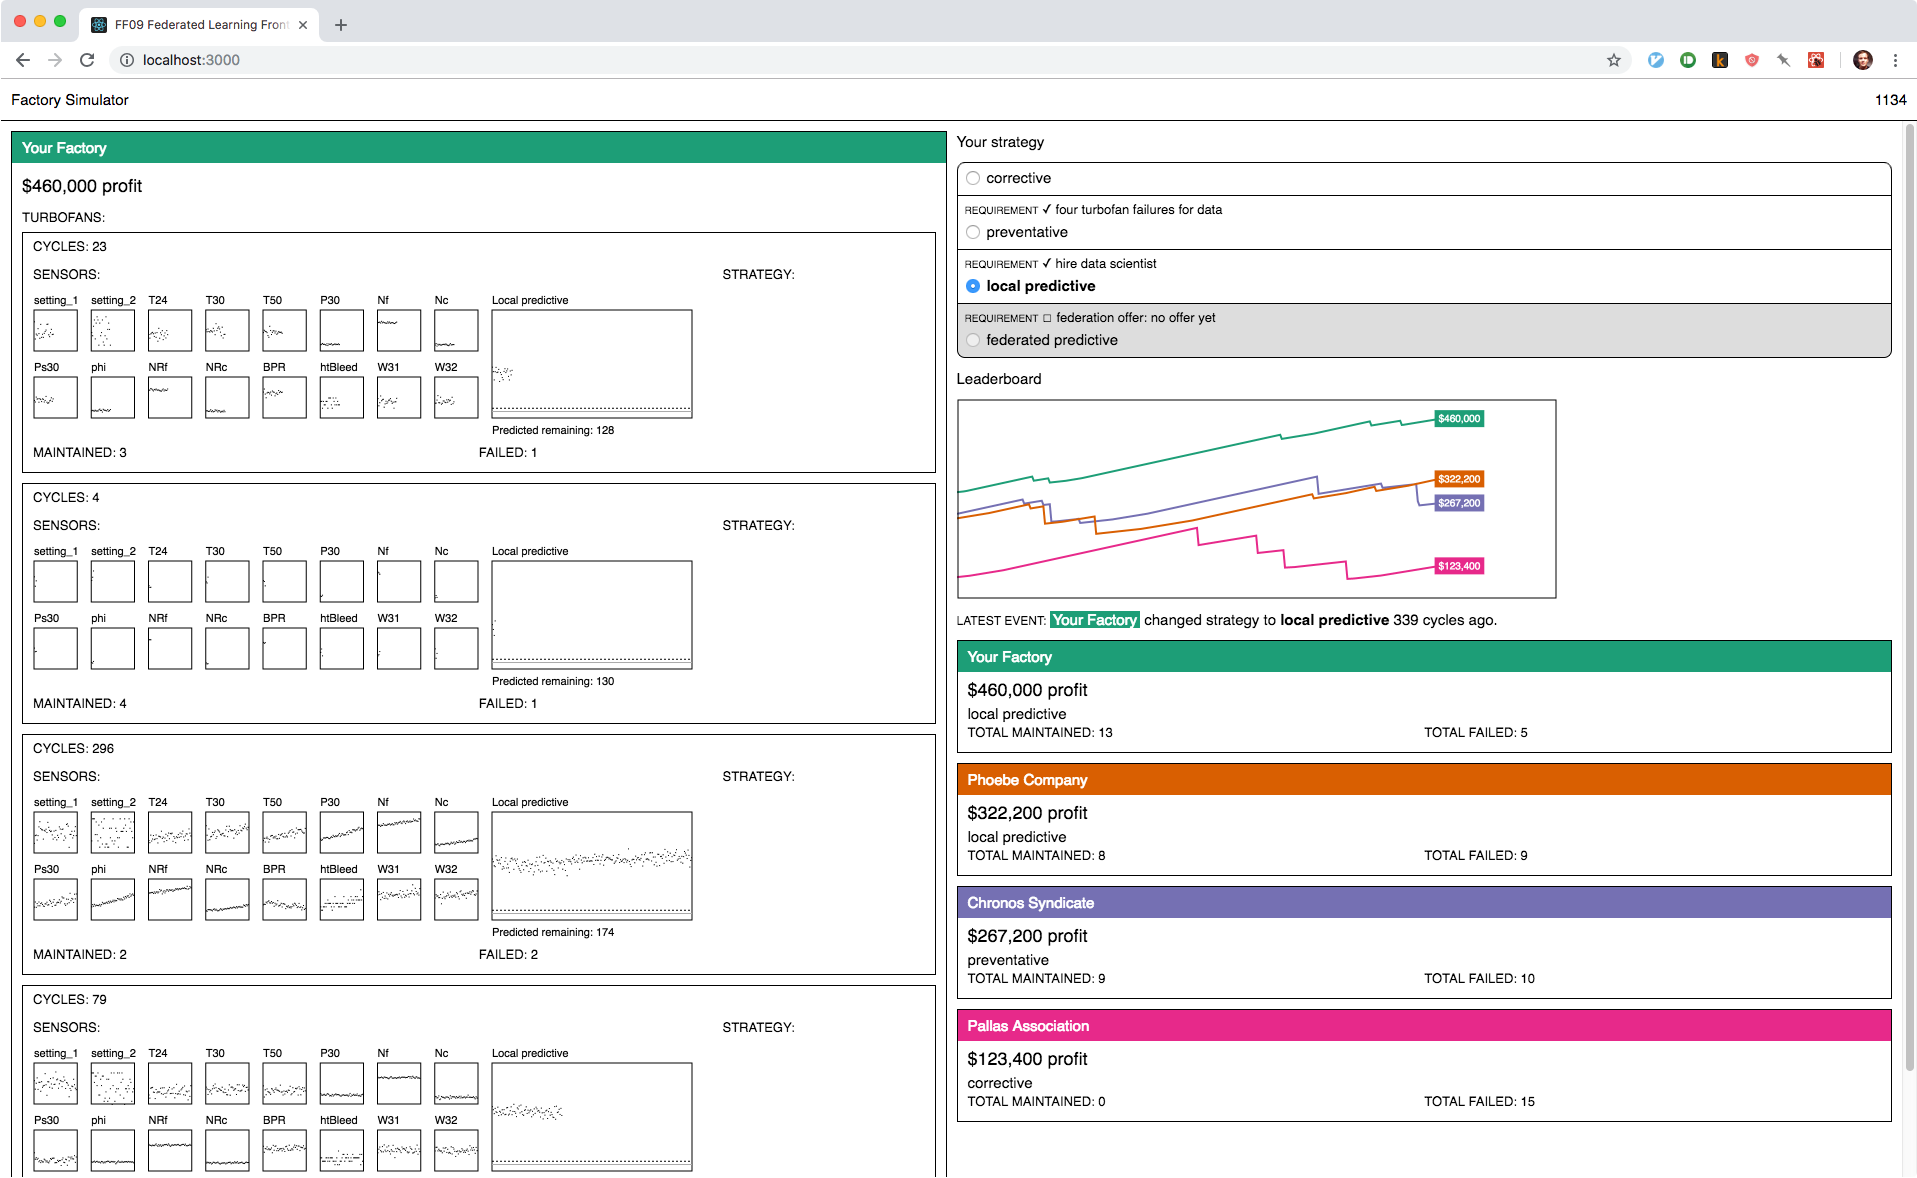 FF09 Federated Learning Front
localhost:3000
Factory Simulator
1134
Your Factory
$460,000 profit
TURBOFANS:
CYCLES: 23
SENSORS:
STRATEGY:
setting_1 setting_2 T24 T30 T50 P30 Nf Nc
Local predictive
Ps30 phi NRf NRc BPR htBleed W31 W32
Predicted remaining: 128
MAINTAINED: 3
FAILED: 1
CYCLES: 4
SENSORS:
STRATEGY:
setting_1 setting_2 T24 T30 T50 P30 Nf Nc
Local predictive
Ps30 phi NRf NRc BPR htBleed W31 W32
Predicted remaining: 130
MAINTAINED: 4
FAILED: 1
CYCLES: 296
SENSORS:
STRATEGY:
setting_1 setting_2 T24 T30 T50 P30 Nf Nc
Local predictive
Ps30 phi NRf NRc BPR htBleed W31 W32
Predicted remaining: 174
MAINTAINED: 2
FAILED: 2
CYCLES: 79
SENSORS:
STRATEGY:
setting_1 setting_2 T24 T30 T50 P30 Nf Nc
Local predictive
Ps30 phi NRf NRc BPR htBleed W31 W32
Your strategy
corrective
REQUIREMENT ✓ four turbofan failures for data
preventative
REQUIREMENT ✓ hire data scientist
local predictive
REQUIREMENT □ federation offer: no offer yet
federated predictive
Leaderboard
$460,000
$322,200
$267,200
$123,400
LATEST EVENT: Your Factory changed strategy to local predictive 339 cycles ago.
Your Factory
$460,000 profit
local predictive
TOTAL MAINTAINED: 13
TOTAL FAILED: 5
Phoebe Company
$322,200 profit
local predictive
TOTAL MAINTAINED: 8
TOTAL FAILED: 9
Chronos Syndicate
$267,200 profit
preventative
TOTAL MAINTAINED: 9
TOTAL FAILED: 10
Pallas Association
$123,400 profit
corrective
TOTAL MAINTAINED: 0
TOTAL FAILED: 15